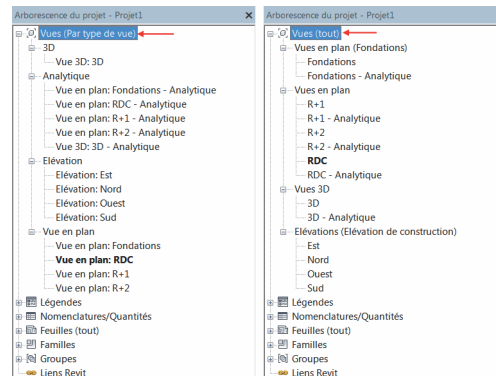 Arborescence du projet - Projet1
Vues (Par type de vue)
3D
Vue 3D: 3D
Analytique
Vue en plan: Fondations - Analytique
Vue en plan: RDC - Analytique
Vue en plan: R+1 - Analytique
Vue en plan: R+2 - Analytique
Vue 3D: 3D - Analytique
Elévation
Elévation: Est
Elévation: Nord
Elévation: Ouest
Elévation: Sud
Vue en plan
Vue en plan: Fondations
Vue en plan: RDC
Vue en plan: R+1
Vue en plan: R+2
Légendes
Nomenclatures/Quantités
Feuilles (tout)
Familles
Groupes
Liens Revit
Arborescence du projet - Projet1
Vues (tout)
Vues en plan (Fondations)
Fondations
Fondations - Analytique
Vues en plan
R+1
R+1 - Analytique
R+2
R+2 - Analytique
RDC
RDC - Analytique
Vues 3D
3D
3D - Analytique
Elévations (Elévation de construction)
Est
Nord
Ouest
Sud
Légendes
Nomenclatures/Quantités
Feuilles (tout)
Familles
Groupes
Liens Revit